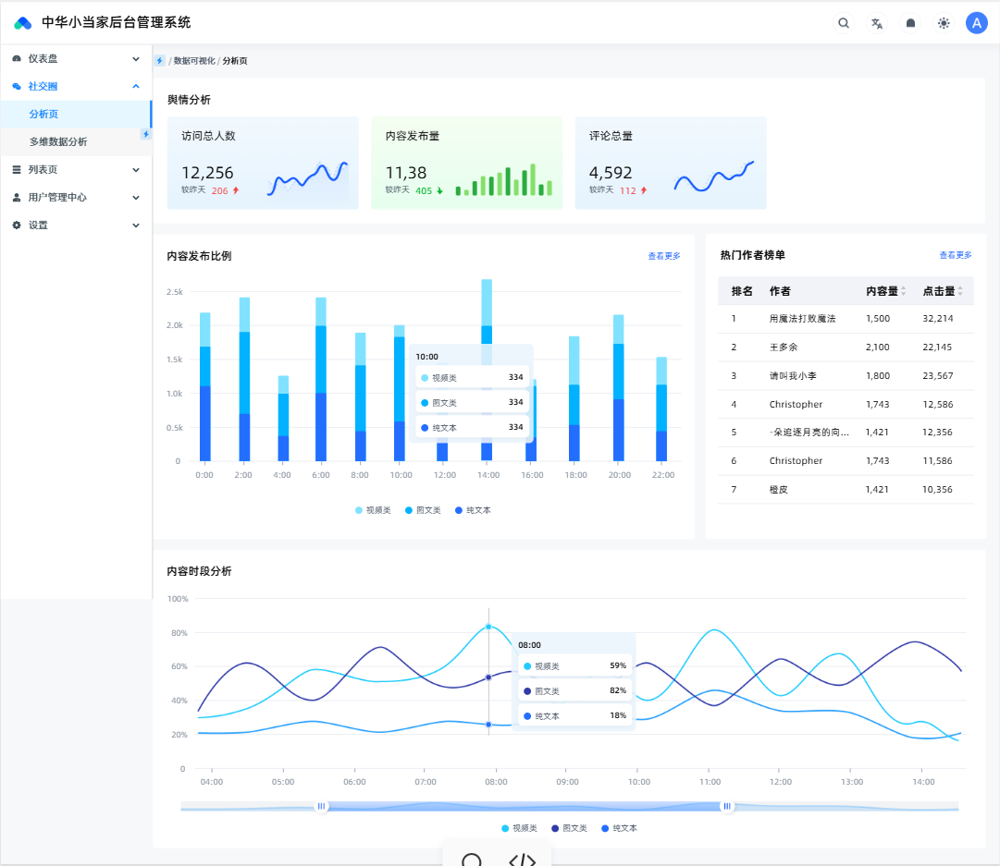 中华小当家后台管理系统
A
仪表盘
社交圈
分析页
多维数据分析
列表页
用户管理中心
设置
/ 数据可视化 / 分析页
舆情分析
访问总人数
12,256
较昨天 206
内容发布量
11,38
较昨天 405
评论总量
4,592
较昨天 112
内容发布比例
查看更多
2.5k
2.0k
1.5k
1.0k
0.5k
0
0:00 2:00 4:00 6:00 8:00 10:00 12:00 14:00 16:00 18:00 20:00 22:00
10:00
视频类 334
图文类 334
纯文本 334
视频类 图文类 纯文本
热门作者榜单
查看更多
排名 作者 内容量 点击量
1 用魔法打败魔法 1,500 32,214
2 王多余 2,100 22,145
3 请叫我小李 1,800 23,567
4 Christopher 1,743 12,586
5 -朵追逐月亮的向... 1,421 12,356
6 Christopher 1,743 11,586
7 橙皮 1,421 10,356
内容时段分析
100%
80%
60%
40%
20%
0
04:00 05:00 06:00 07:00 08:00 09:00 10:00 11:00 12:00 13:00 14:00
08:00
视频类 59%
图文类 82%
纯文本 18%
视频类 图文类 纯文本